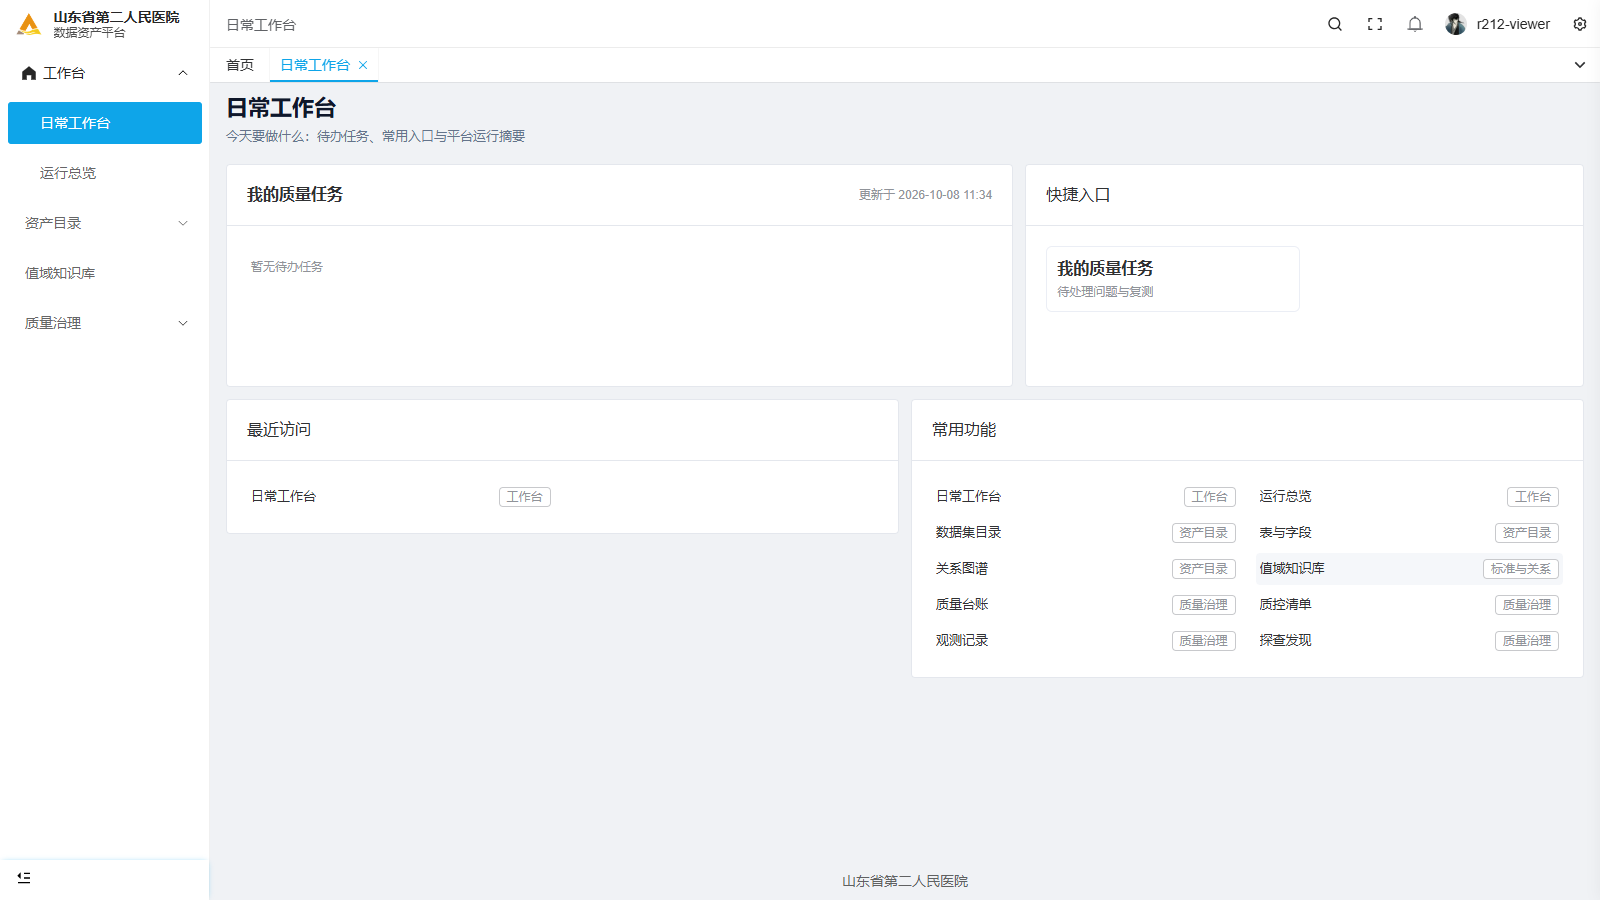 山东省第二人民医院
数据资产平台
日常工作台
r212-viewer
首页
日常工作台
工作台
日常工作台
运行总览
资产目录
值域知识库
质量治理
日常工作台
今天要做什么：待办任务、常用入口与平台运行摘要
我的质量任务
更新于 2026-10-08 11:34
暂无待办任务
快捷入口
我的质量任务
待处理问题与复测
最近访问
日常工作台 工作台
常用功能
日常工作台 工作台 运行总览 工作台
数据集目录 资产目录 表与字段 资产目录
关系图谱 资产目录 值域知识库 标准与关系
质量台账 质量治理 质控清单 质量治理
观测记录 质量治理 探查发现 质量治理
山东省第二人民医院